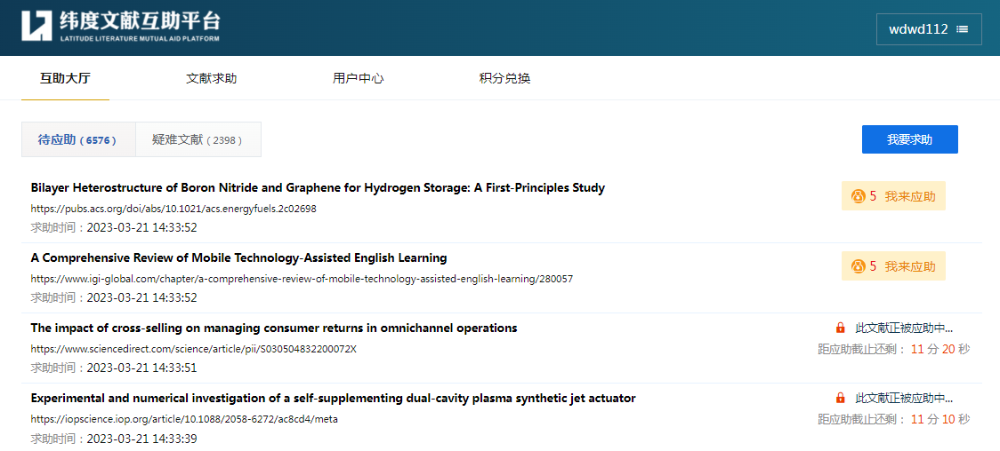 纬度文献互助平台
LATITUDE LITERATURE MUTUAL AID PLATFORM
wdwd112
互助大厅 文献求助 用户中心 积分兑换
待应助 ( 6576 ) 疑难文献 ( 2398 ) 我要求助
Bilayer Heterostructure of Boron Nitride and Graphene for Hydrogen Storage: A First-Principles Study
5 我来应助
https://pubs.acs.org/doi/abs/10.1021/acs.energyfuels.2c02698
求助时间：2023-03-21 14:33:52
A Comprehensive Review of Mobile Technology-Assisted English Learning
5 我来应助
https://www.igi-global.com/chapter/a-comprehensive-review-of-mobile-technology-assisted-english-learning/280057
求助时间：2023-03-21 14:33:52
The impact of cross-selling on managing consumer returns in omnichannel operations
此文献正被应助中...
https://www.sciencedirect.com/science/article/pii/S030504832200072X
距应助截止还剩： 11 分 20 秒
求助时间：2023-03-21 14:33:51
Experimental and numerical investigation of a self-supplementing dual-cavity plasma synthetic jet actuator
此文献正被应助中...
https://iopscience.iop.org/article/10.1088/2058-6272/ac8cd4/meta
距应助截止还剩： 11 分 10 秒
求助时间：2023-03-21 14:33:39